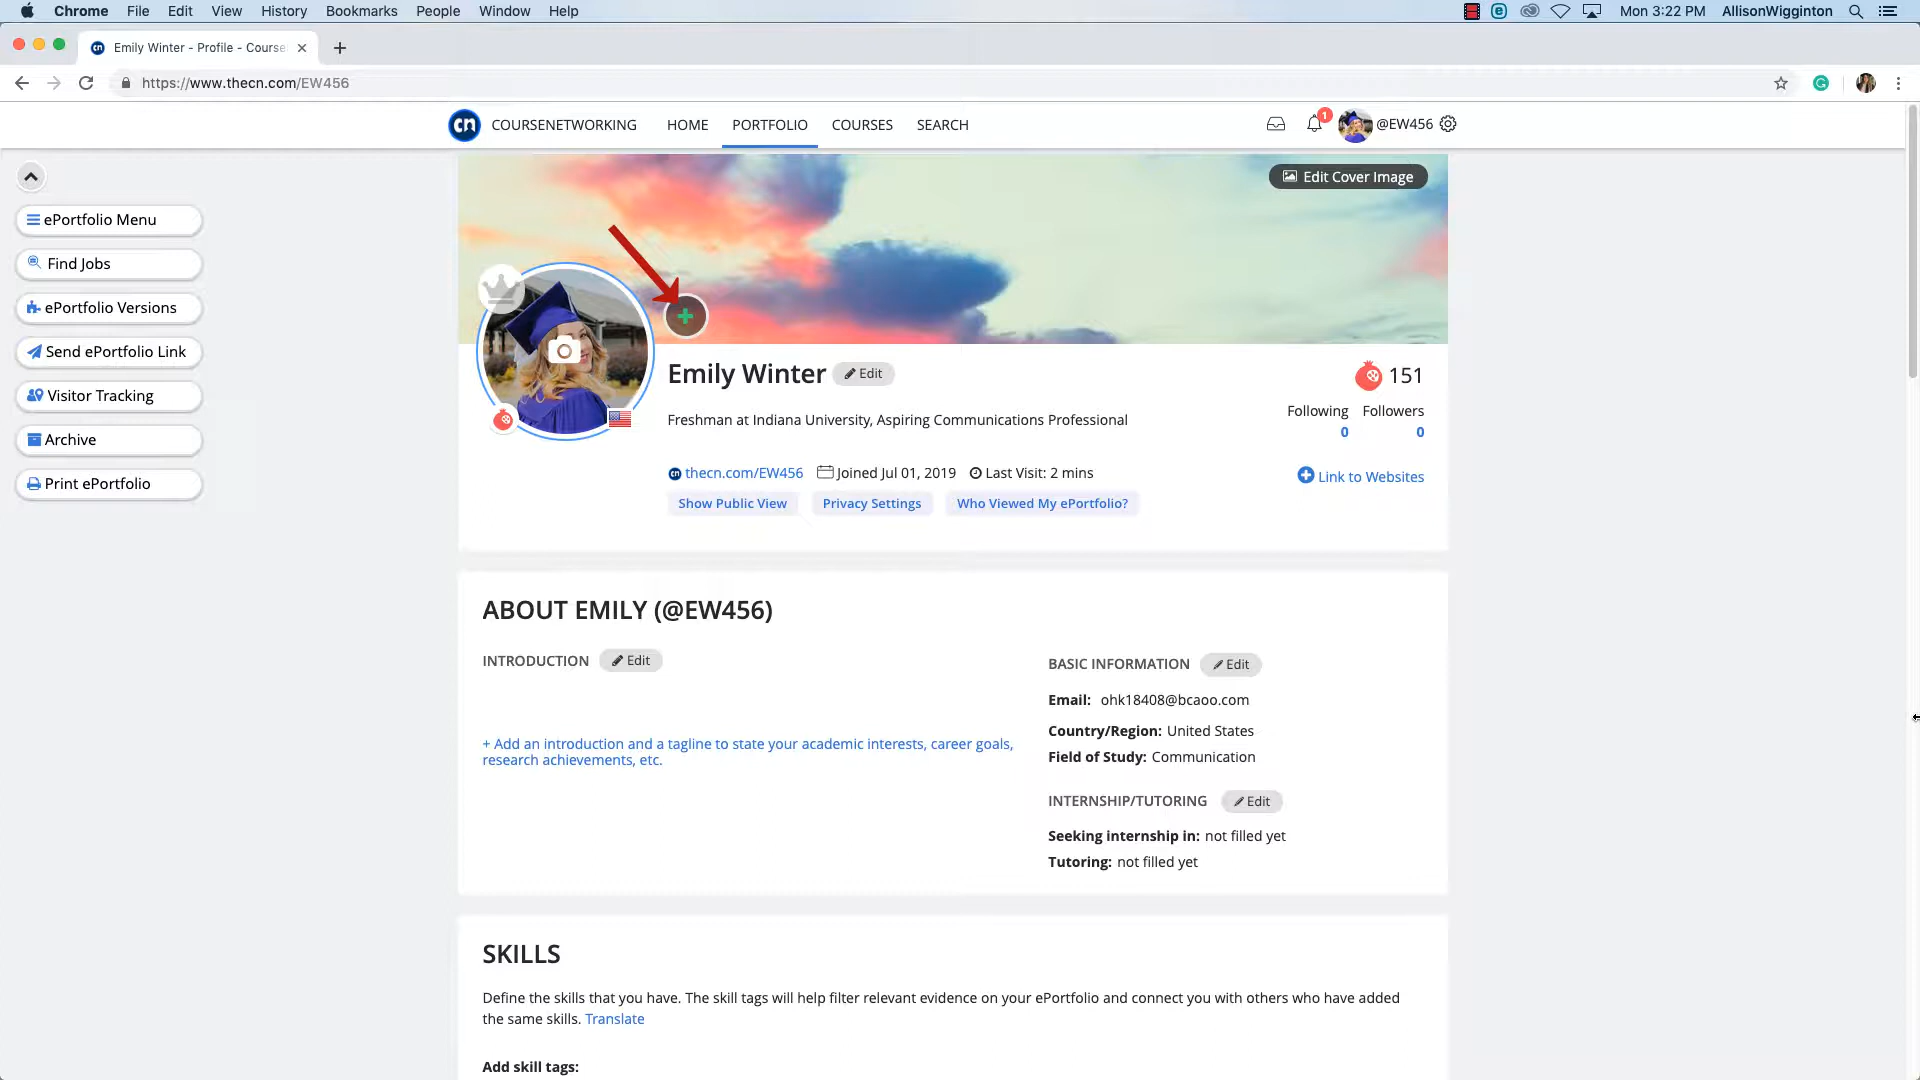 Chrome File Edit View History Bookmarks People Window Help Mon 3:22 PM AllisonWigginton
Emily Winter - Profile - Course
https://www.thecn.com/EW456
cn COURSENETWORKING HOME PORTFOLIO COURSES SEARCH 1 @EW456
Edit Cover Image
ePortfolio Menu
Find Jobs
ePortfolio Versions
Send ePortfolio Link
Visitor Tracking
Archive
Print ePortfolio
Emily Winter Edit
151
Freshman at Indiana University, Aspiring Communications Professional
Following Followers
0 0
thecn.com/EW456 Joined Jul 01, 2019 Last Visit: 2 mins
Link to Websites
Show Public View Privacy Settings Who Viewed My ePortfolio?
ABOUT EMILY (@EW456)
INTRODUCTION Edit
+ Add an introduction and a tagline to state your academic interests, career goals,
research achievements, etc.
BASIC INFORMATION Edit
Email: ohk18408@bcaoo.com
Country/Region: United States
Field of Study: Communication
INTERNSHIP/TUTORING Edit
Seeking internship in: not filled yet
Tutoring: not filled yet
SKILLS
Define the skills that you have. The skill tags will help filter relevant evidence on your ePortfolio and connect you with others who have added
the same skills. Translate
Add skill tags: